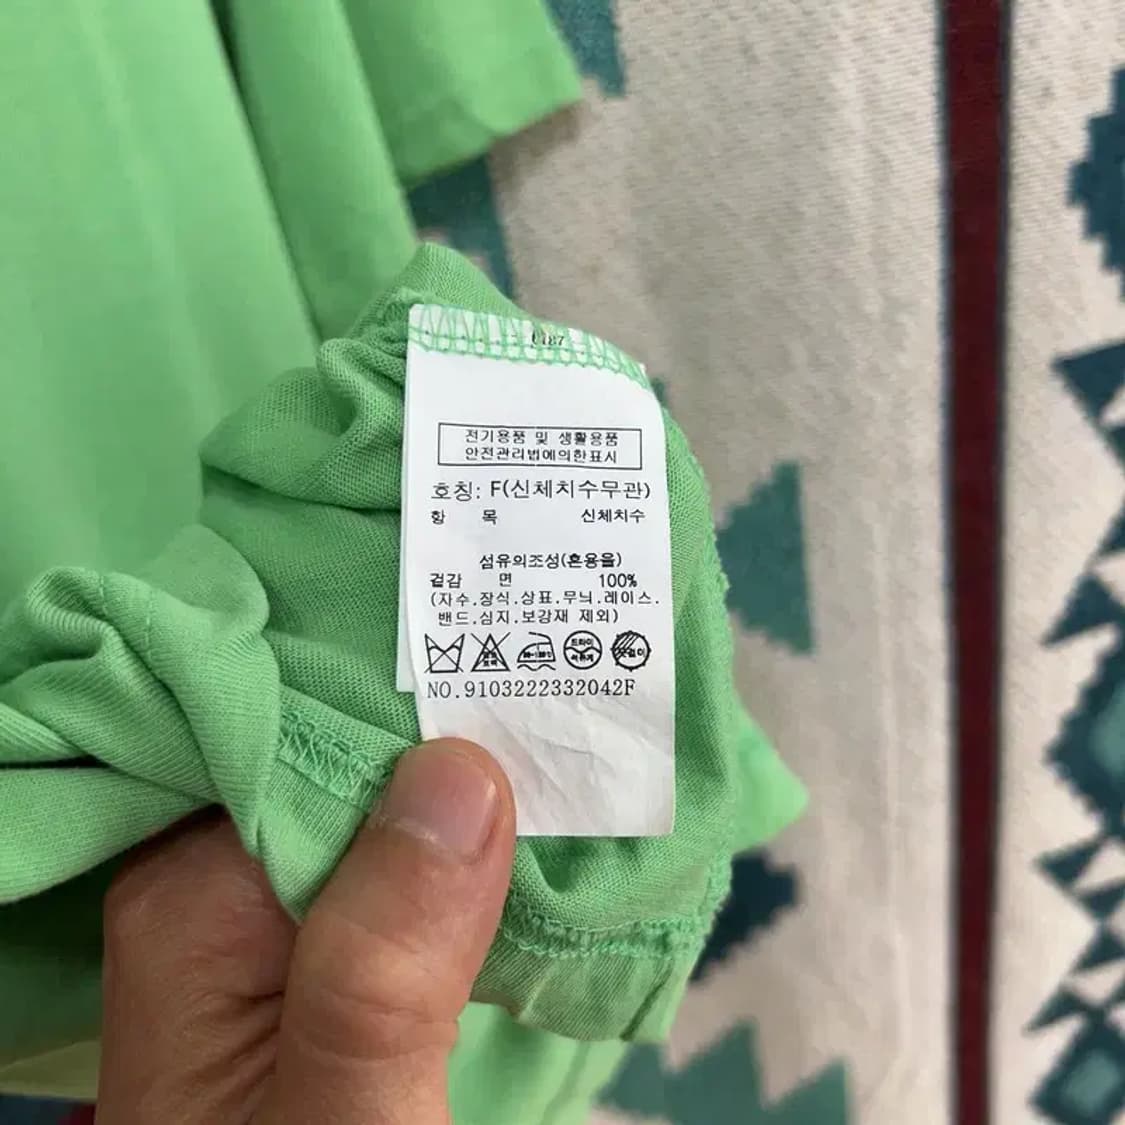 전기용품 및 생활용품
안전관리법에의한표시
호칭: F(신체치수무관)
항 목 신체치수
섬유의조성(혼용율)
겉감 면 100%
(자수.장식.상표.무늬.레이스.
밴드.심지.보강재 제외)
드라이
NO.9103222332042F